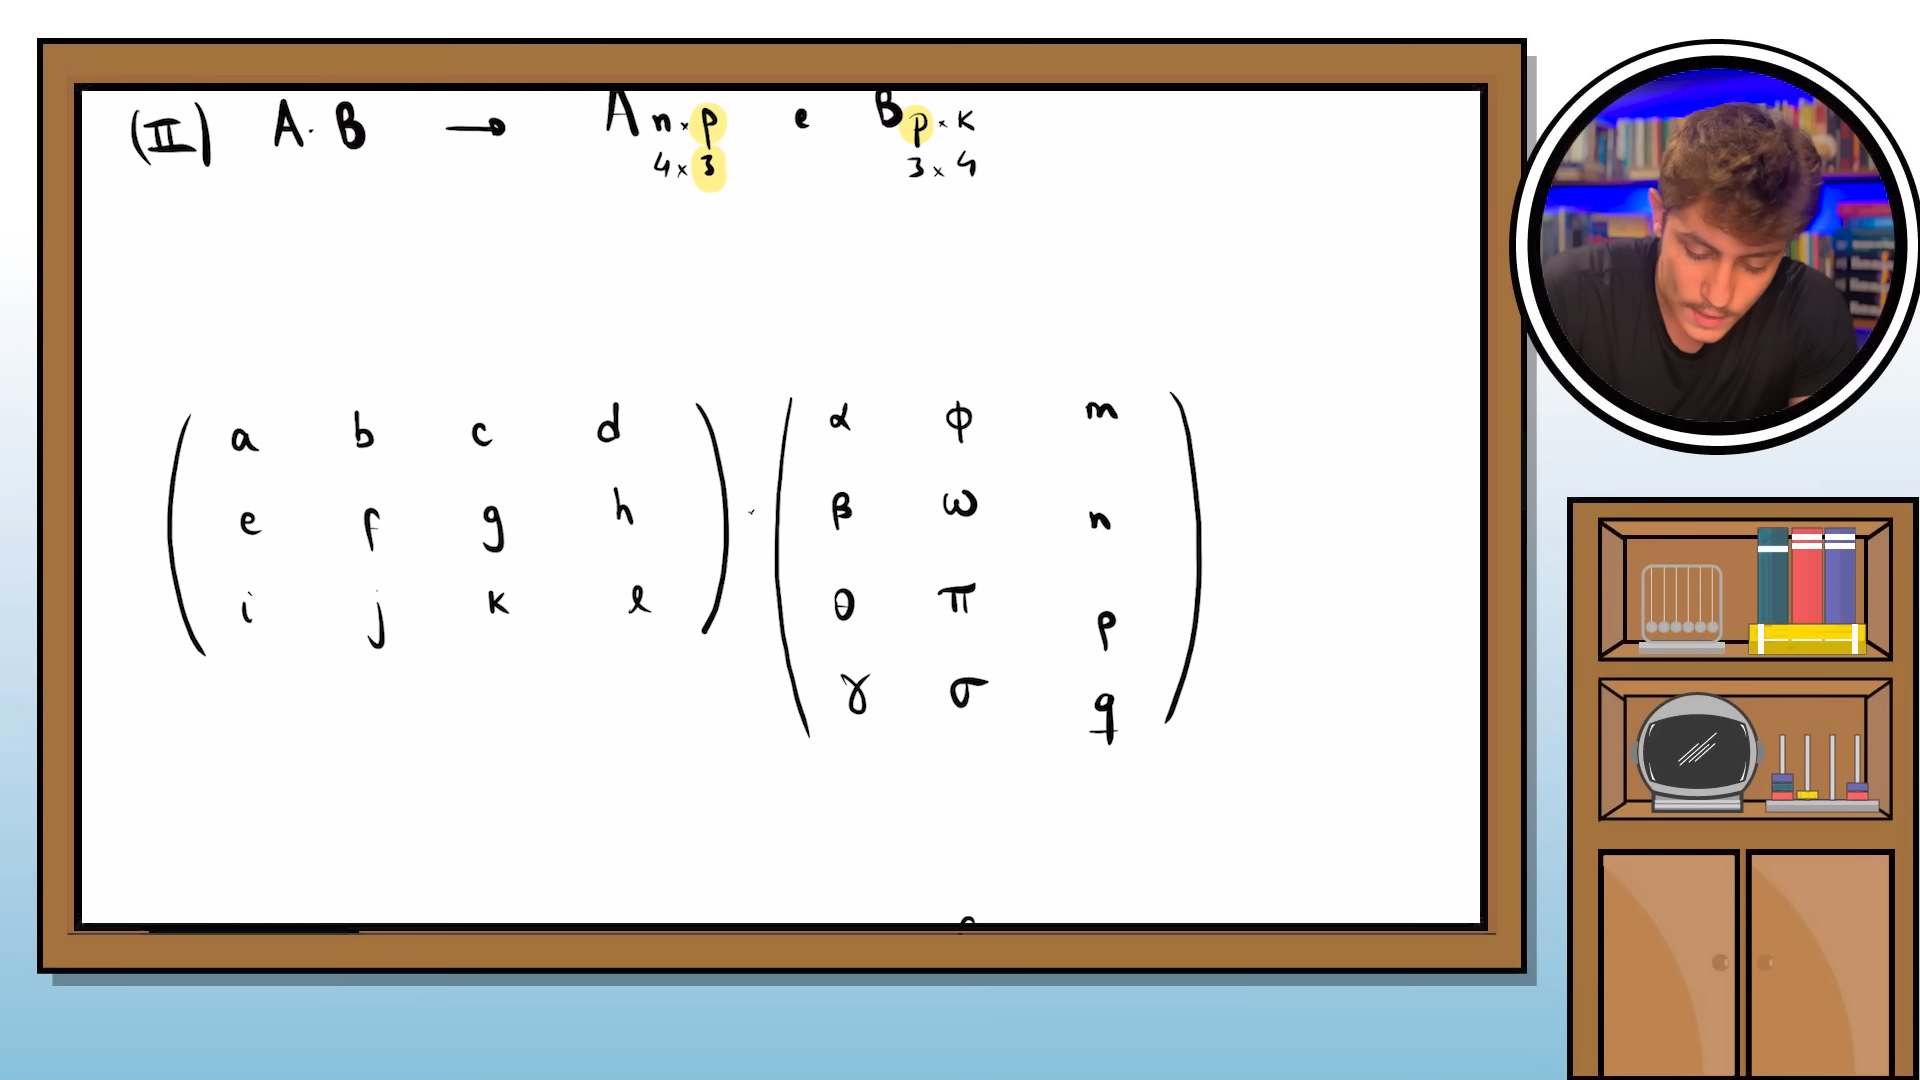 (II) A · B → A n × p e B p × k
4 × 3 3 × 4
a b c d α φ m
e f g h · β ω n
i j k l θ π p
γ σ q